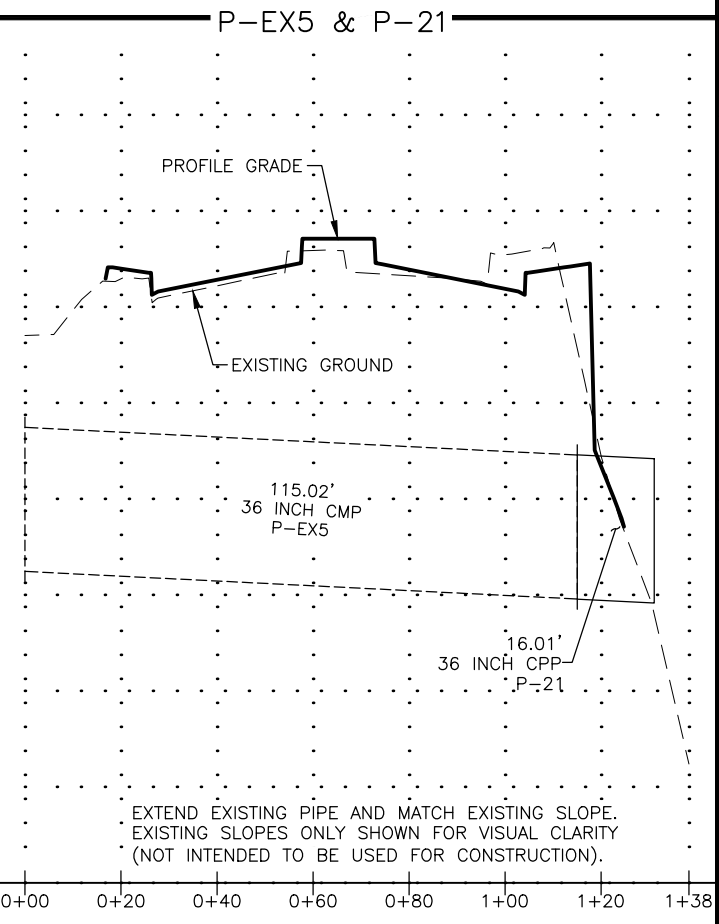 P-EX5 & P-21
PROFILE GRADE
EXISTING GROUND
115.02'
36 INCH CMP
P-EX5
16.01'
36 INCH CPP
P-21
EXTEND EXISTING PIPE AND MATCH EXISTING SLOPE.
EXISTING SLOPES ONLY SHOWN FOR VISUAL CLARITY
(NOT INTENDED TO BE USED FOR CONSTRUCTION).
0+00 0+20 0+40 0+60 0+80 1+00 1+20 1+38